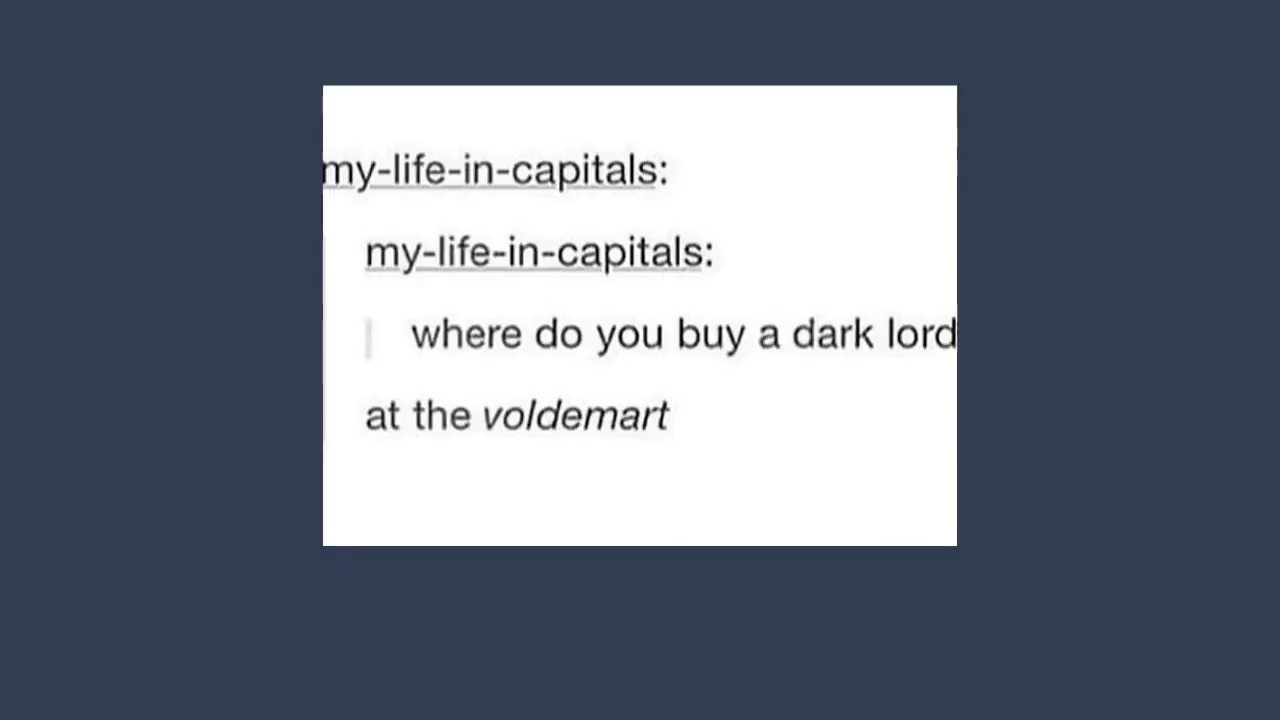 my-life-in-capitals:
my-life-in-capitals:
where do you buy a dark lord
at the voldemart